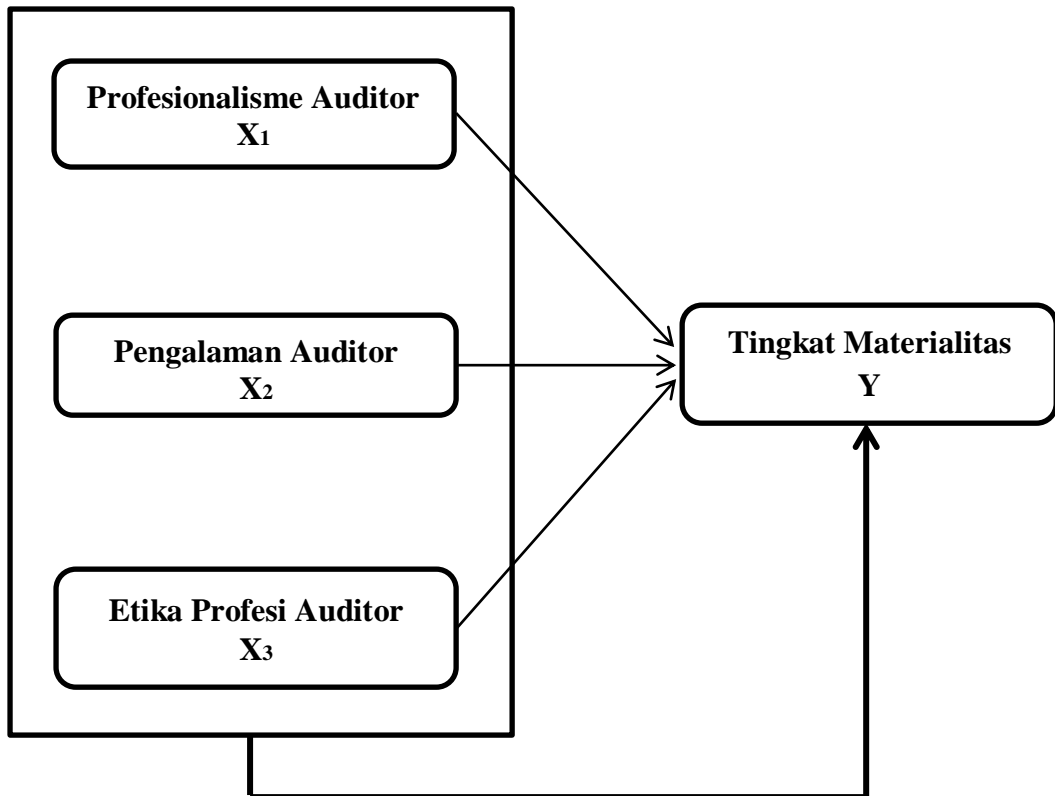 Profesionalisme Auditor
X1
Pengalaman Auditor
X2
Etika Profesi Auditor
X3
Tingkat Materialitas
Y